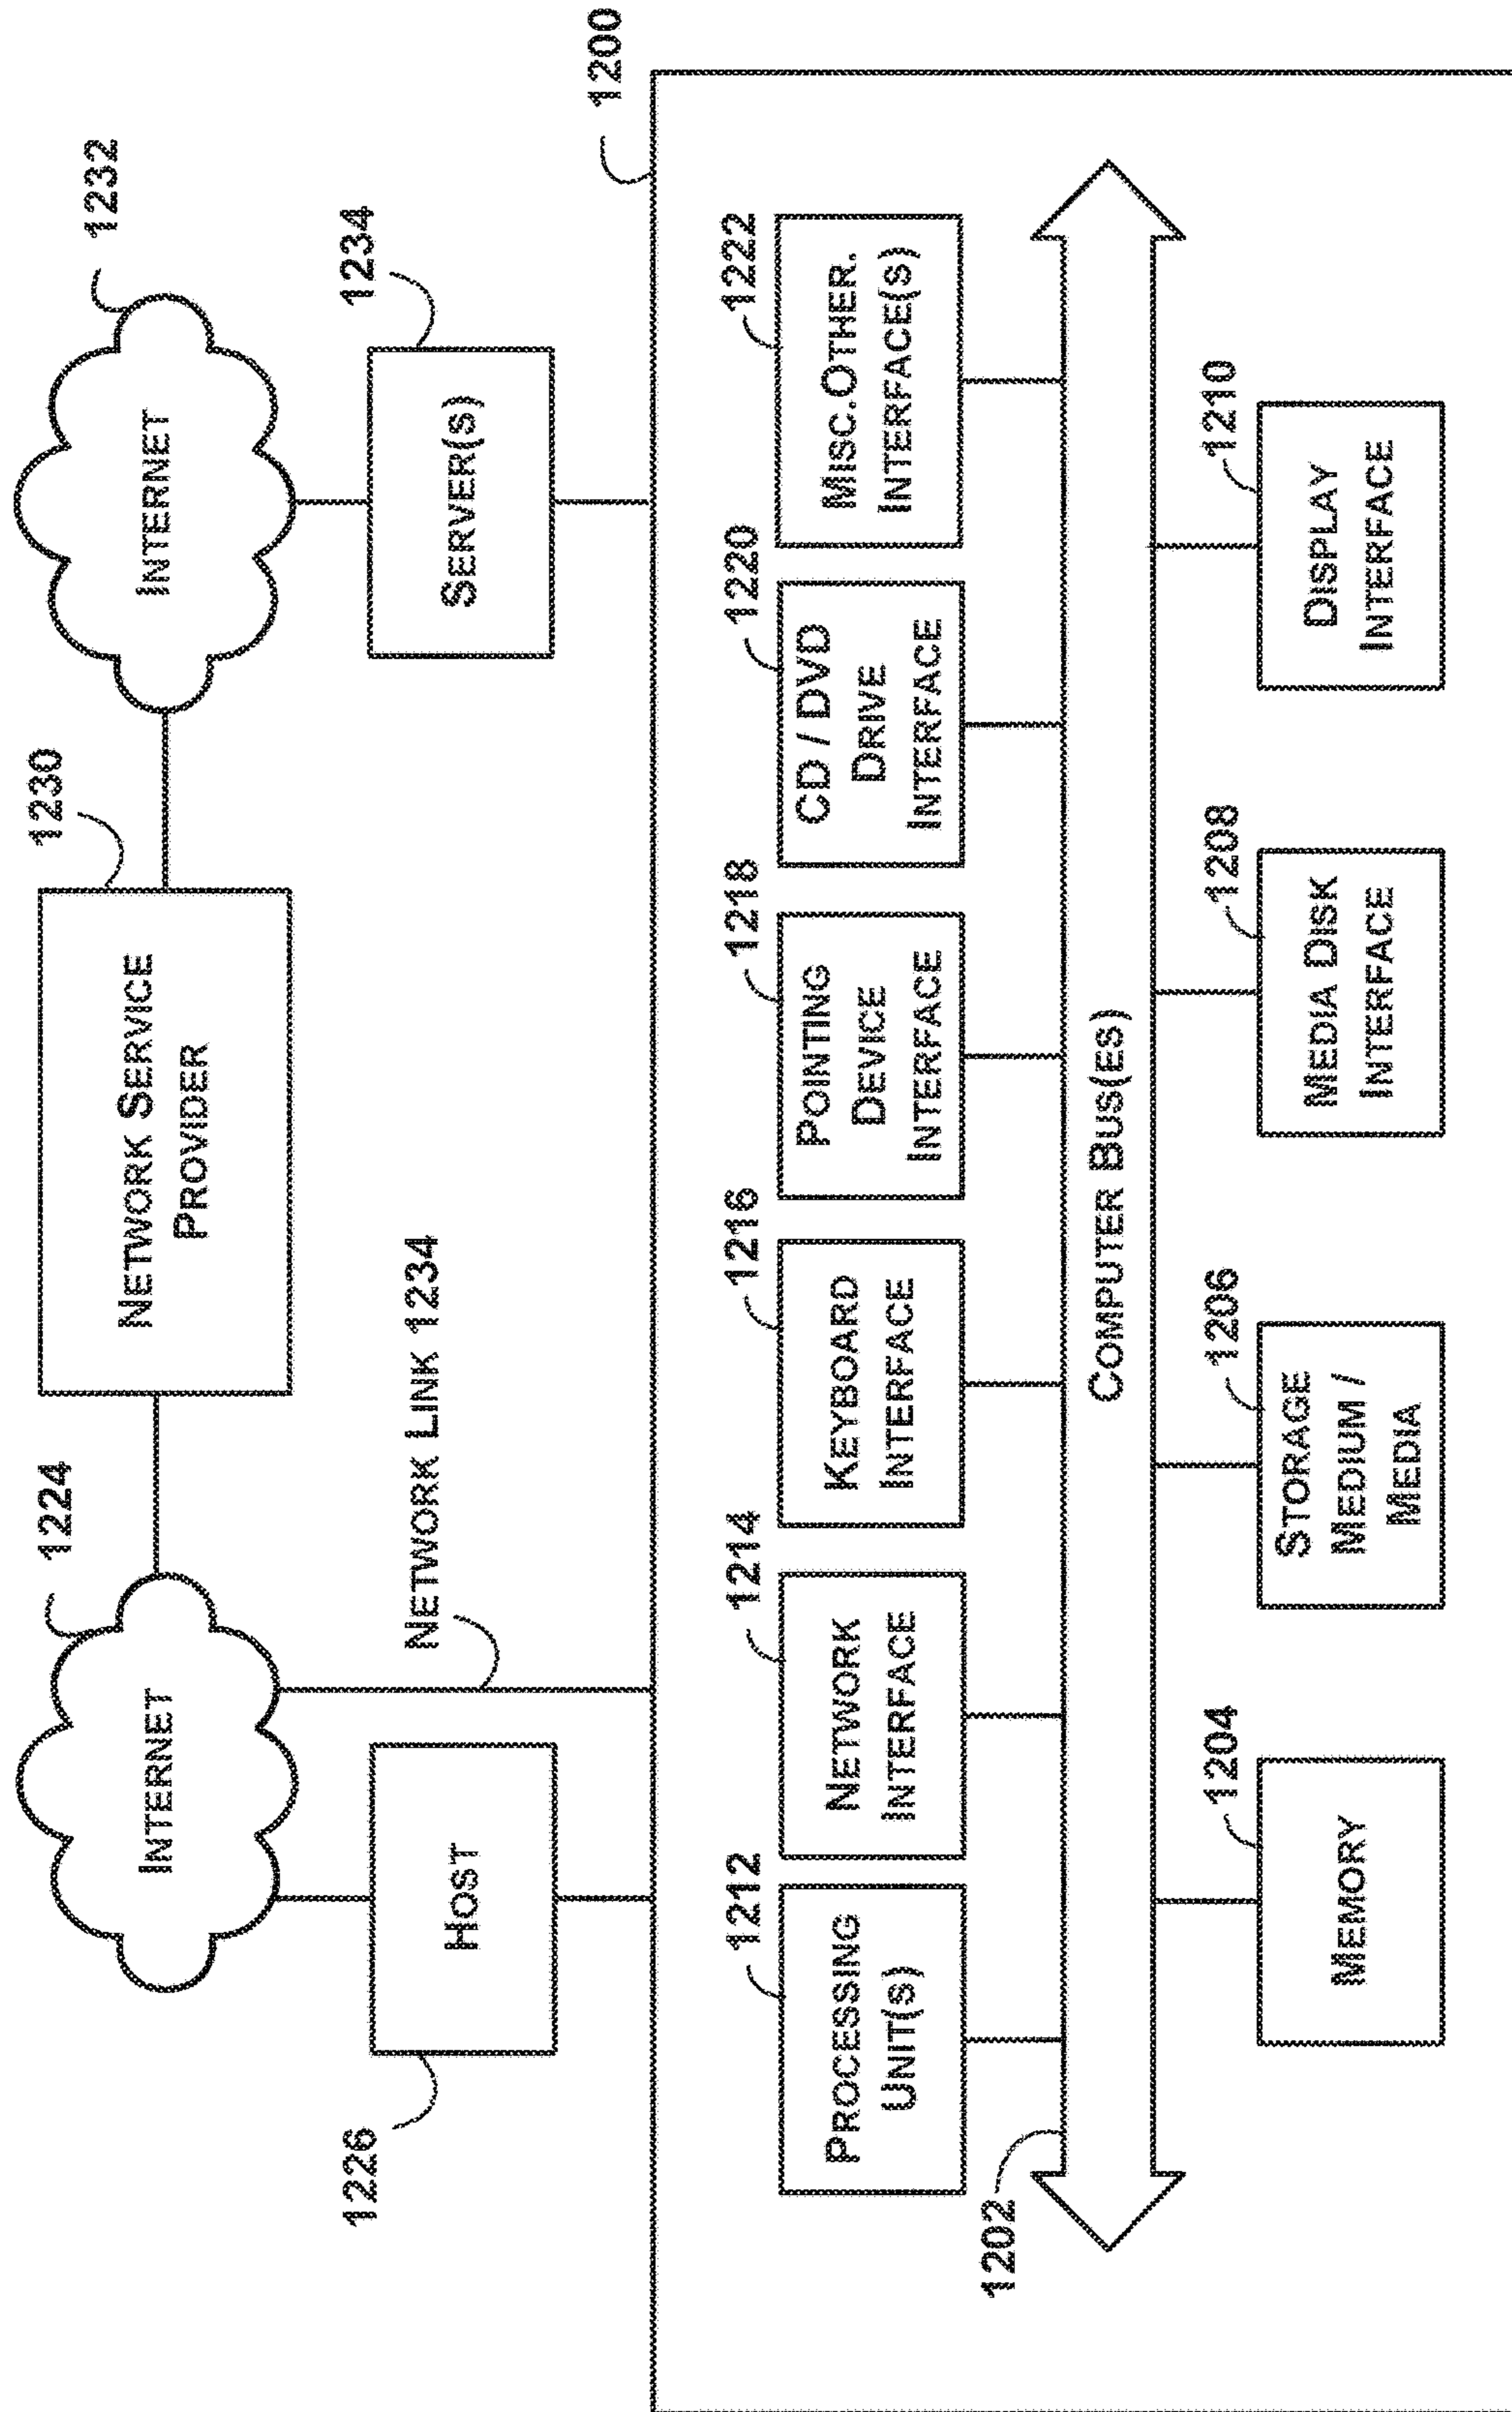 1224
1230
1232
INTERNET
NETWORK SERVICE
PROVIDER
INTERNET
1226
HOST
NETWORK LINK 1234
SERVER(S)
1234
1200
1212
1214
1216
1218
1220
1222
PROCESSING
UNIT(S)
NETWORK
INTERFACE
KEYBOARD
INTERFACE
POINTING
DEVICE
INTERFACE
CD / DVD
DRIVE
INTERFACE
MISC.OTHER.
INTERFACE(S)
1202
COMPUTER BUS(ES)
1204
1206
1208
1210
MEMORY
STORAGE
MEDIUM /
MEDIA
MEDIA DISK
INTERFACE
DISPLAY
INTERFACE